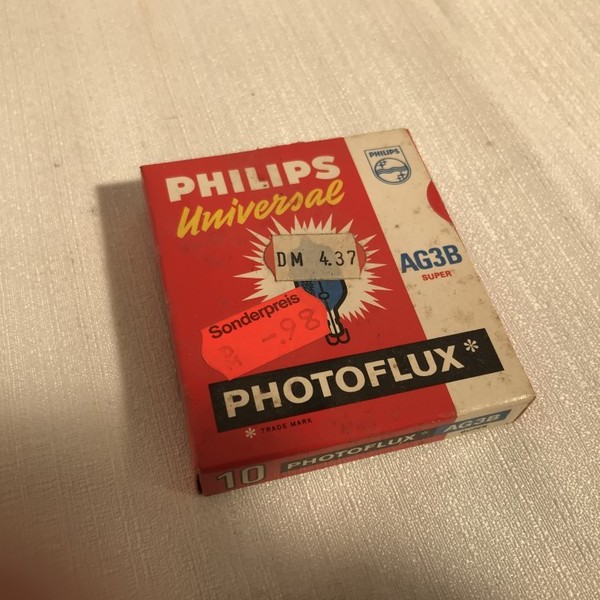 PHILIPS
Universal
PHILIPS
DM 4.37
AG3B
SUPER
Sonderpreis
-.98
PHOTOFLUX*
* TRADE MARK
10 PHOTOFLUX* AG3B